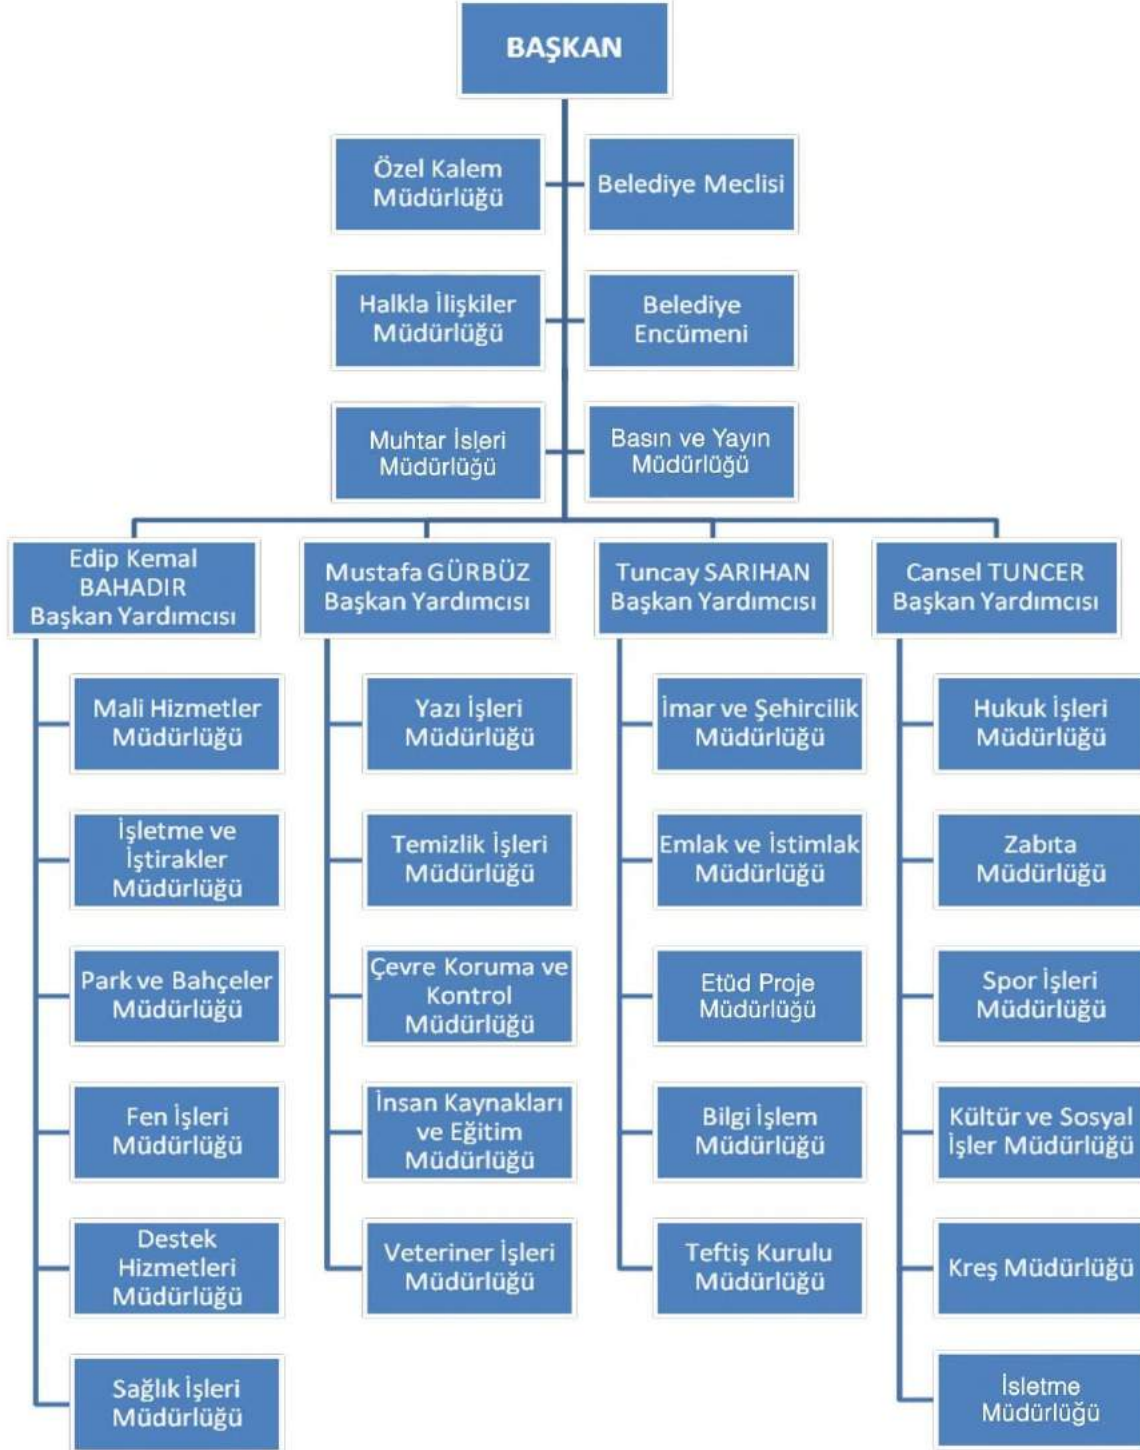 BAŞKAN
Özel Kalem
Müdürlüğü
Belediye Meclisi
Halkla İlişkiler
Müdürlüğü
Belediye
Encümeni
Muhtar İsleri
Müdürlüğü
Basın ve Yayın
Müdürlüğü
Edip Kemal
BAHADIR
Başkan Yardımcısı
Mali Hizmetler
Müdürlüğü
İşletme ve
İştirakler
Müdürlüğü
Park ve Bahçeler
Müdürlüğü
Fen İşleri
Müdürlüğü
Destek
Hizmetleri
Müdürlüğü
Sağlık İşleri
Müdürlüğü
Mustafa GÜRBÜZ
Başkan Yardımcısı
Yazı İşleri
Müdürlüğü
Temizlik İşleri
Müdürlüğü
Çevre Koruma ve
Kontrol
Müdürlüğü
İnsan Kaynakları
ve Eğitim
Müdürlüğü
Veteriner İşleri
Müdürlüğü
Tuncay SARIHAN
Başkan Yardımcısı
İmar ve Şehircilik
Müdürlüğü
Emlak ve İstimlak
Müdürlüğü
Etüd Proje
Müdürlüğü
Bilgi İşlem
Müdürlüğü
Teftiş Kurulu
Müdürlüğü
Cansel TUNCER
Başkan Yardımcısı
Hukuk İşleri
Müdürlüğü
Zabıta
Müdürlüğü
Spor İşleri
Müdürlüğü
Kültür ve Sosyal
İşler Müdürlüğü
Kreş Müdürlüğü
İsletme
Müdürlüğü